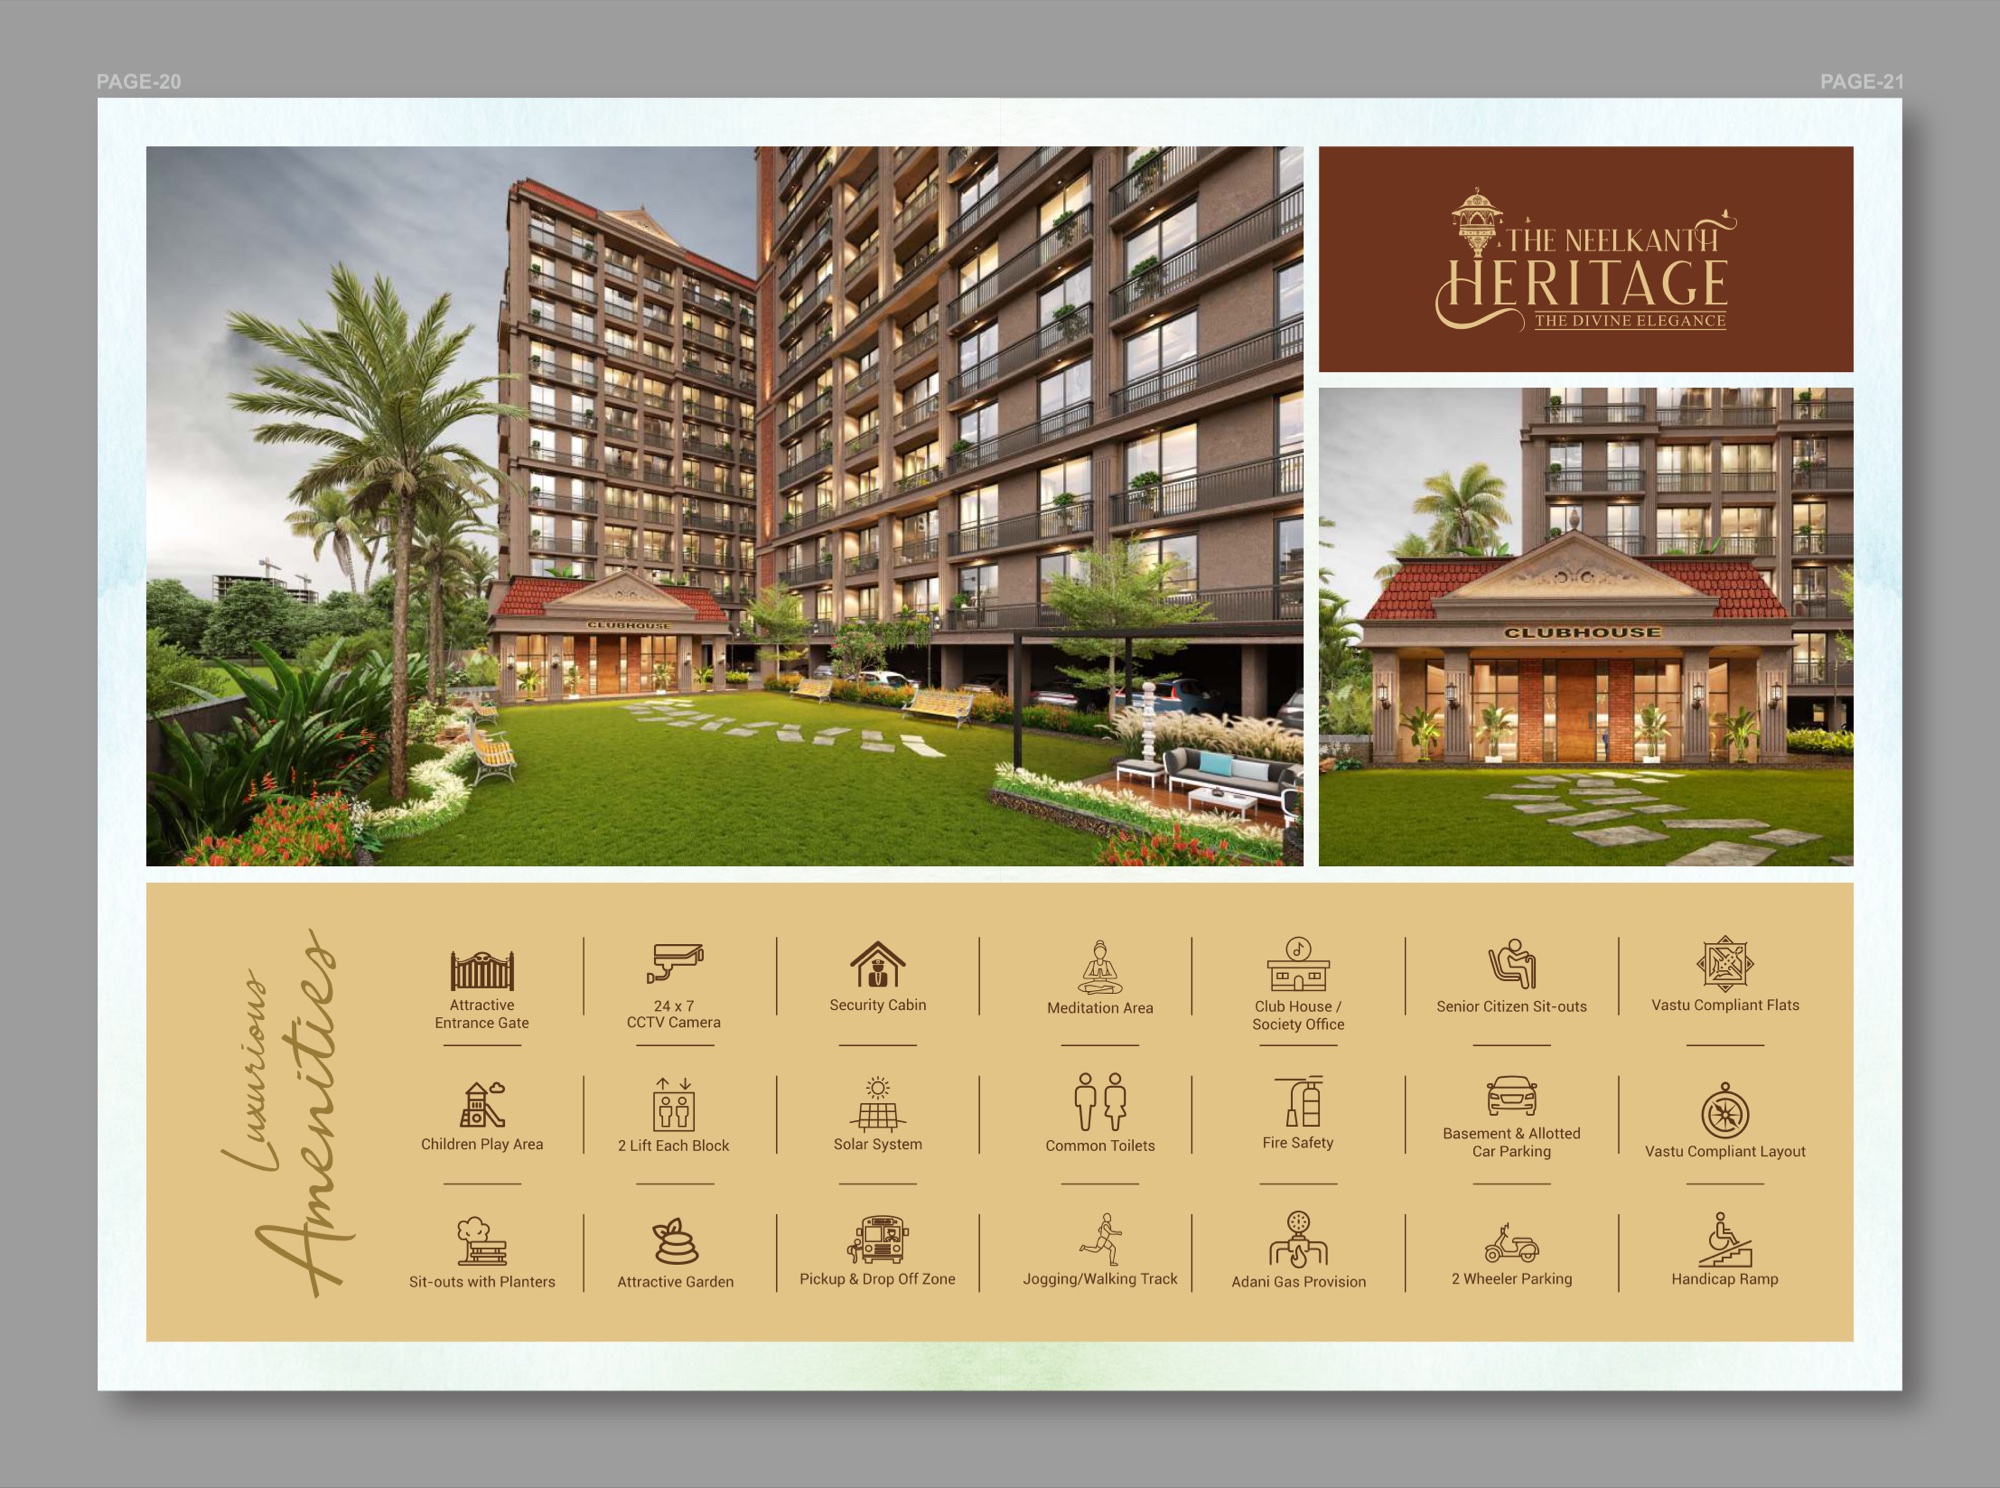 PAGE-20
PAGE-21
THE NEELKANTH
HERITAGE
THE DIVINE ELEGANCE
CLUBHOUSE
CLUBHOUSE
Luxurious
Amenities
Attractive
Entrance Gate
24 x 7
CCTV Camera
Security Cabin
Meditation Area
Club House /
Society Office
Senior Citizen Sit-outs
Vastu Compliant Flats
Children Play Area
2 Lift Each Block
Solar System
Common Toilets
Fire Safety
Basement & Allotted
Car Parking
Vastu Compliant Layout
Sit-outs with Planters
Attractive Garden
Pickup & Drop Off Zone
Jogging/Walking Track
Adani Gas Provision
2 Wheeler Parking
Handicap Ramp